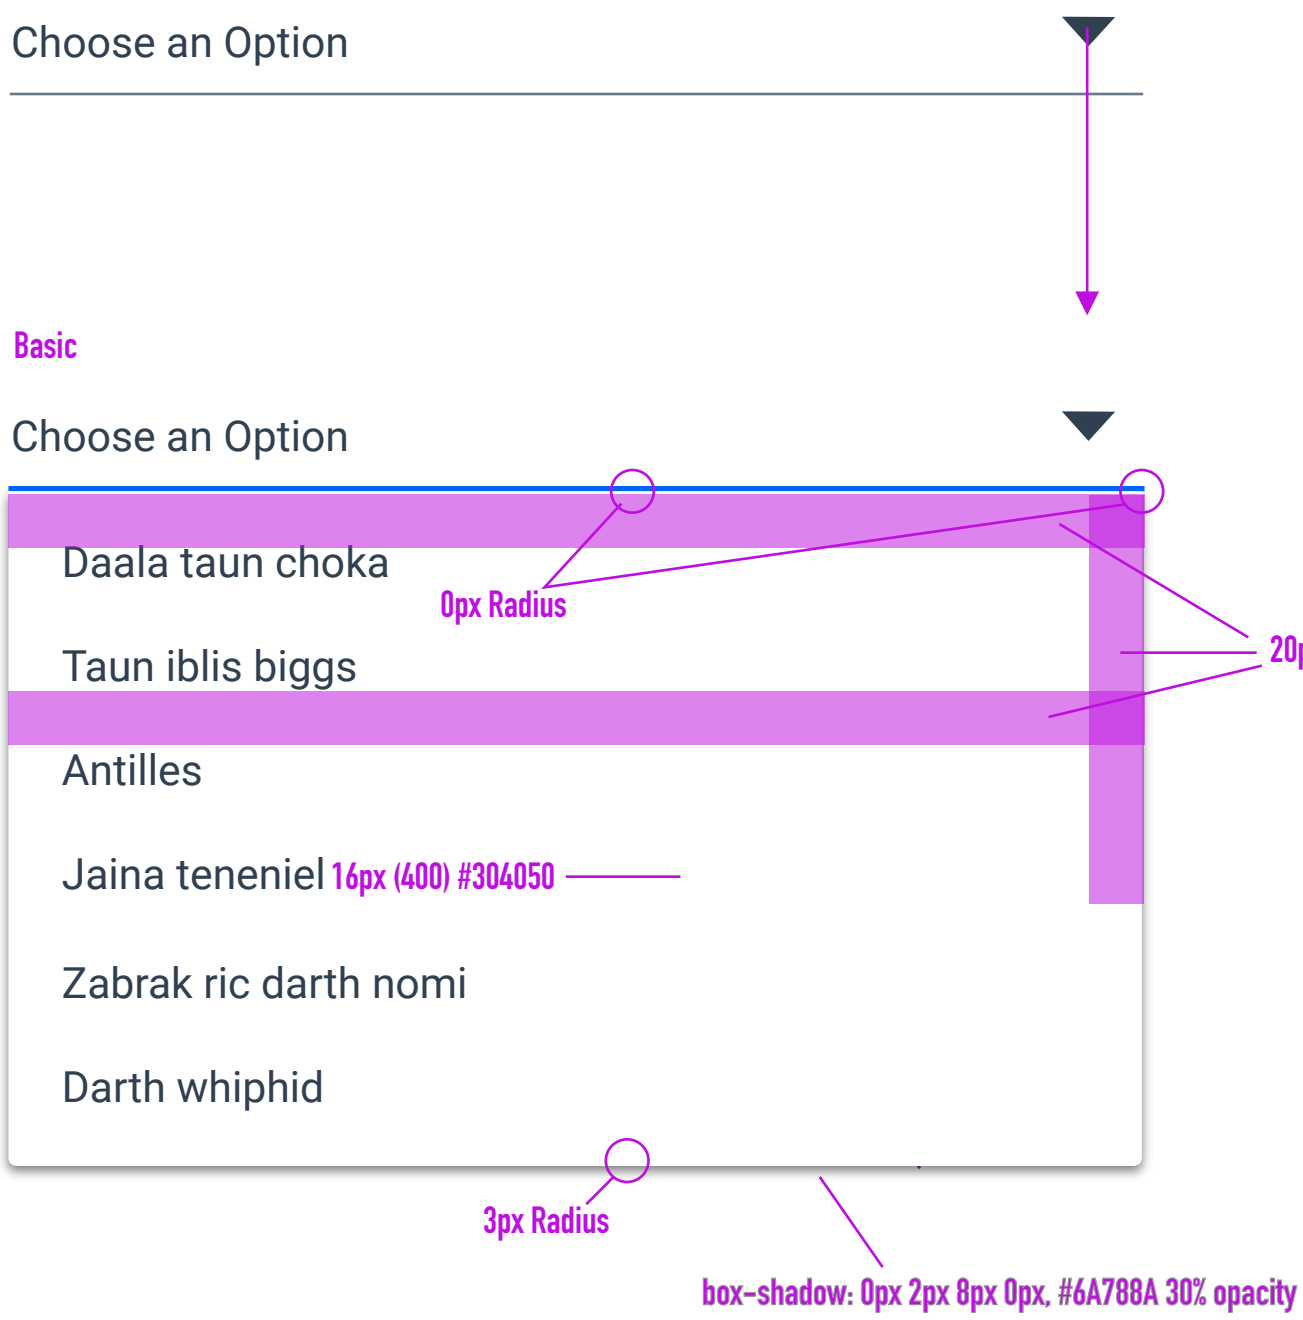 Choose an Option
Basic
Choose an Option
Daala taun choka
0px Radius
Taun iblis biggs
Antilles
Jaina teneniel 16px (400) #304050
Zabrak ric darth nomi
Darth whiphid
3px Radius
box-shadow: 0px 2px 8px 0px, #6A788A 30% opacity